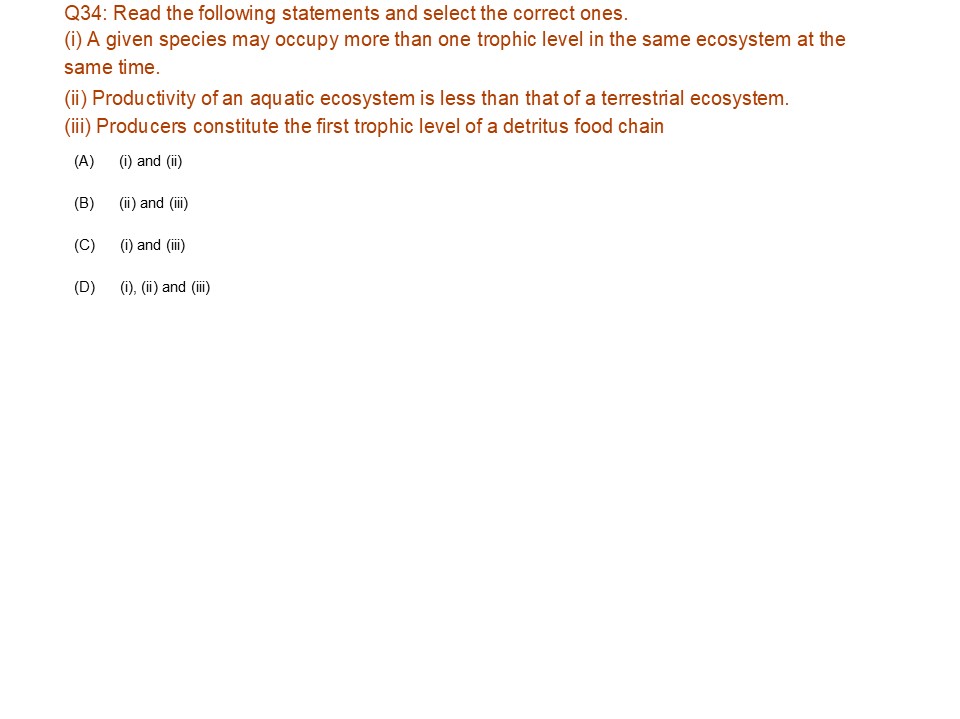 Q34: Read the following statements and select the correct ones.
(i) A given species may occupy more than one trophic level in the same ecosystem at the
same time.
(ii) Productivity of an aquatic ecosystem is less than that of a terrestrial ecosystem.
(iii) Producers constitute the first trophic level of a detritus food chain
(A) (i) and (ii)
(B) (ii) and (iii)
(C) (i) and (iii)
(D) (i), (ii) and (iii)